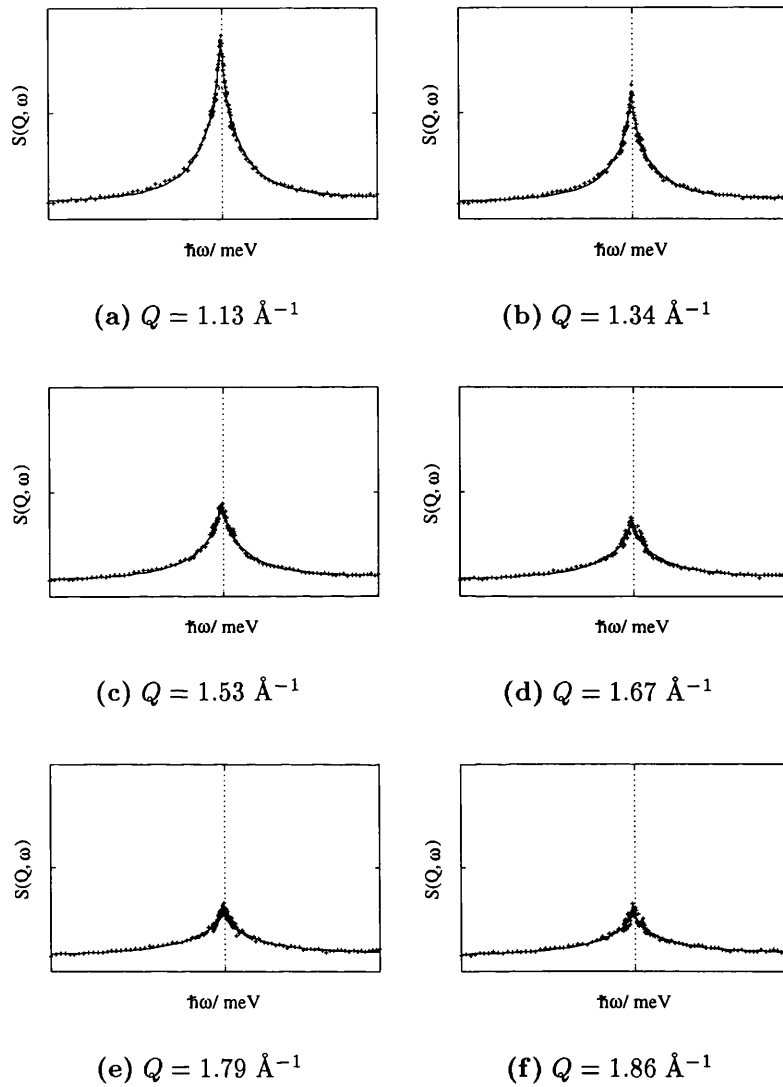 S(Q, ω)
ħω/ meV
(a) Q = 1.13 Å⁻¹
S(Q, ω)
ħω/ meV
(b) Q = 1.34 Å⁻¹
S(Q, ω)
ħω/ meV
(c) Q = 1.53 Å⁻¹
S(Q, ω)
ħω/ meV
(d) Q = 1.67 Å⁻¹
S(Q, ω)
ħω/ meV
(e) Q = 1.79 Å⁻¹
S(Q, ω)
ħω/ meV
(f) Q = 1.86 Å⁻¹